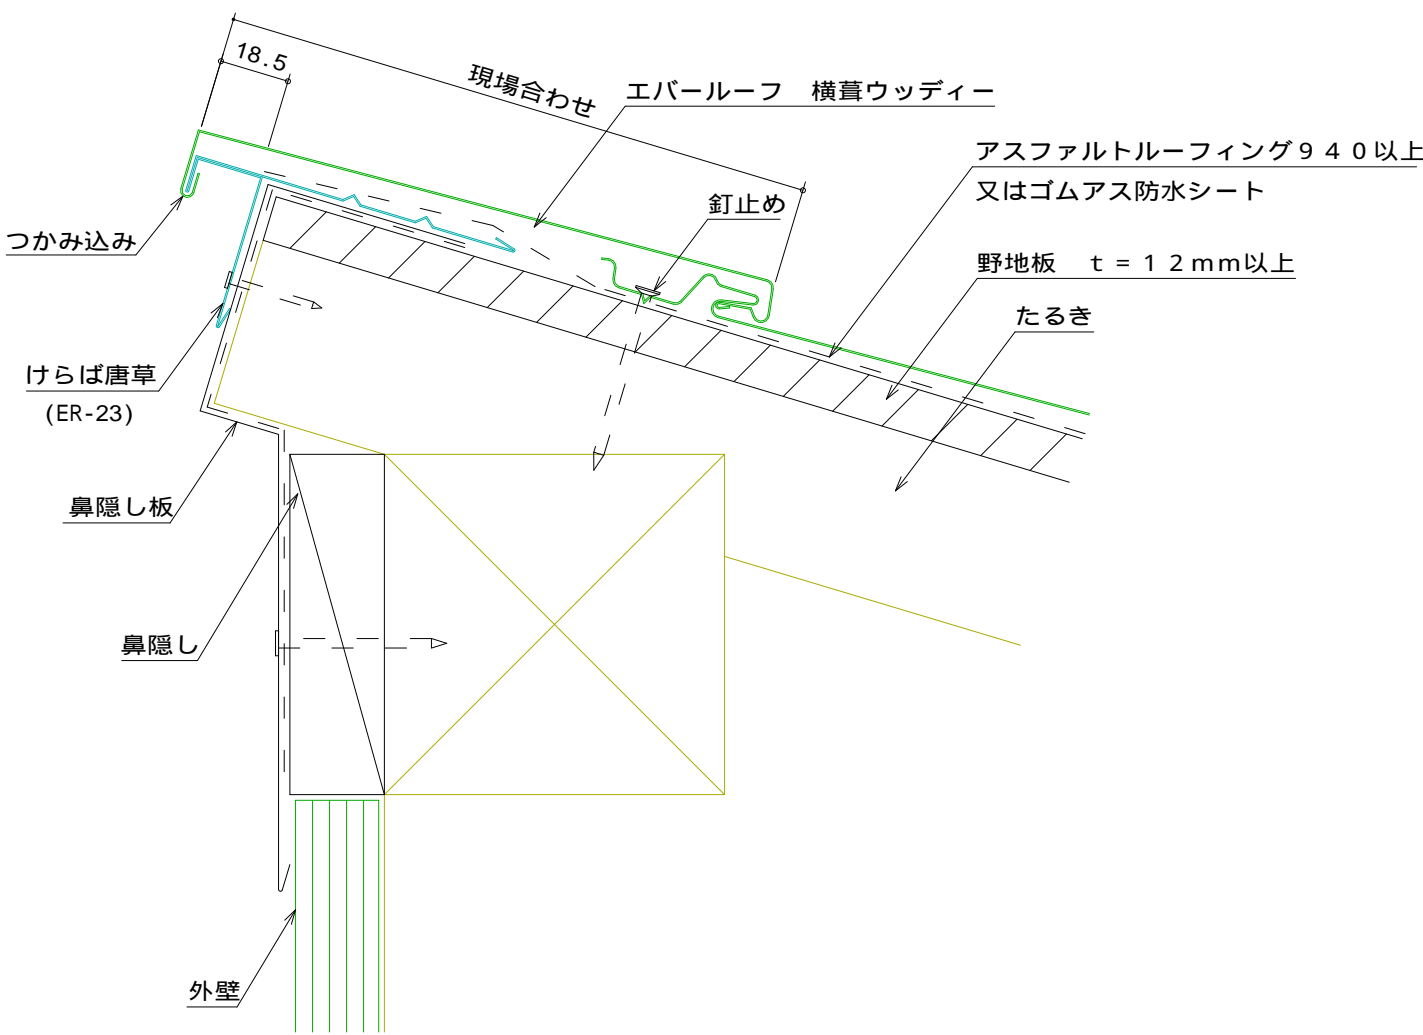 18.5
現場合わせ
エバールーフ　横葺ウッディー
アスファルトルーフィング９４０以上
又はゴムアス防水シート
釘止め
つかみ込み
野地板　ｔ＝１２mm以上
たるき
けらば唐草
(ER-23)
鼻隠し板
鼻隠し
外壁